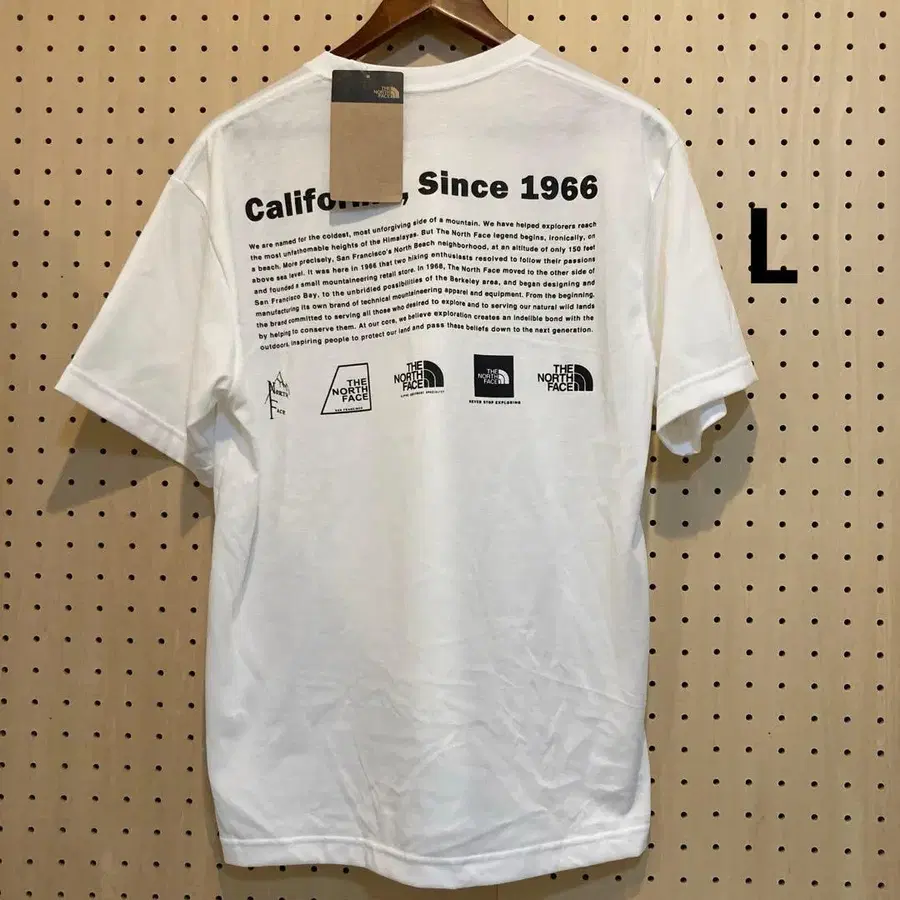 THE
NORTH
FACE
California, Since 1966
We are named for the coldest, most unforgiving side of a mountain. We have helped explorers reach
the most unfathomable heights of the Himalayas. But The North Face legend begins, ironically, on
a beach. More precisely, San Francisco's North Beach neighborhood, at an altitude of only 150 feet
above sea level. It was here in 1966 that two hiking enthusiasts resolved to follow their passions
and founded a small mountaineering retail store. In 1968, The North Face moved to the other side of
San Francisco Bay, to the unbridled possibilities of the Berkeley area, and began designing and
manufacturing its own brand of technical mountaineering apparel and equipment. From the beginning,
the brand committed to serving all those who desired to explore and to serving our natural wild lands
by helping to conserve them. At our core, we believe exploration creates an indelible bond with the
outdoors, inspiring people to protect our land and pass these beliefs down to the next generation.
North
Face
THE
NORTH
FACE
SAN FRANCISCO
THE
NORTH
FACE
THE
NORTH
FACE
NEVER STOP EXPLORING
THE
NORTH
FACE
L